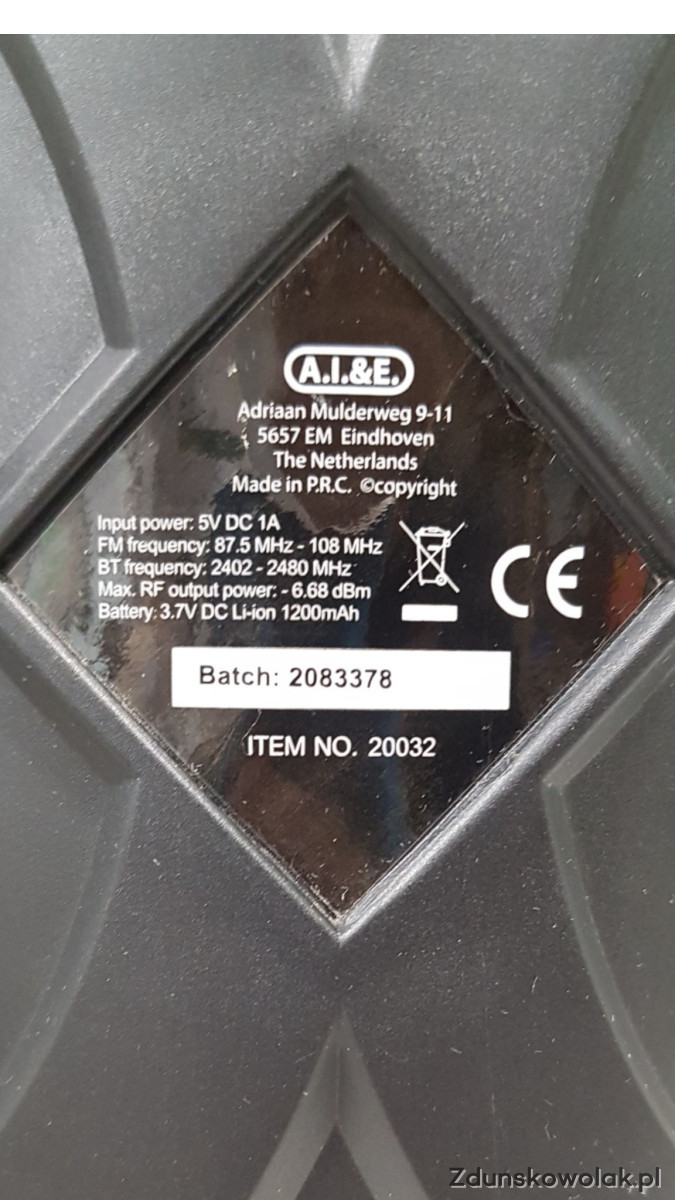 A.I.&E.
Adriaan Mulderweg 9-11
5657 EM Eindhoven
The Netherlands
Made in P.R.C. ©copyright
Input power: 5V DC 1A
FM frequency: 87.5 MHz - 108 MHz
BT frequency: 2402 - 2480 MHz
Max. RF output power: - 6.68 dBm
Battery: 3.7V DC Li-ion 1200mAh
CE
Batch: 2083378
ITEM NO. 20032
Zdunskowolak.pl